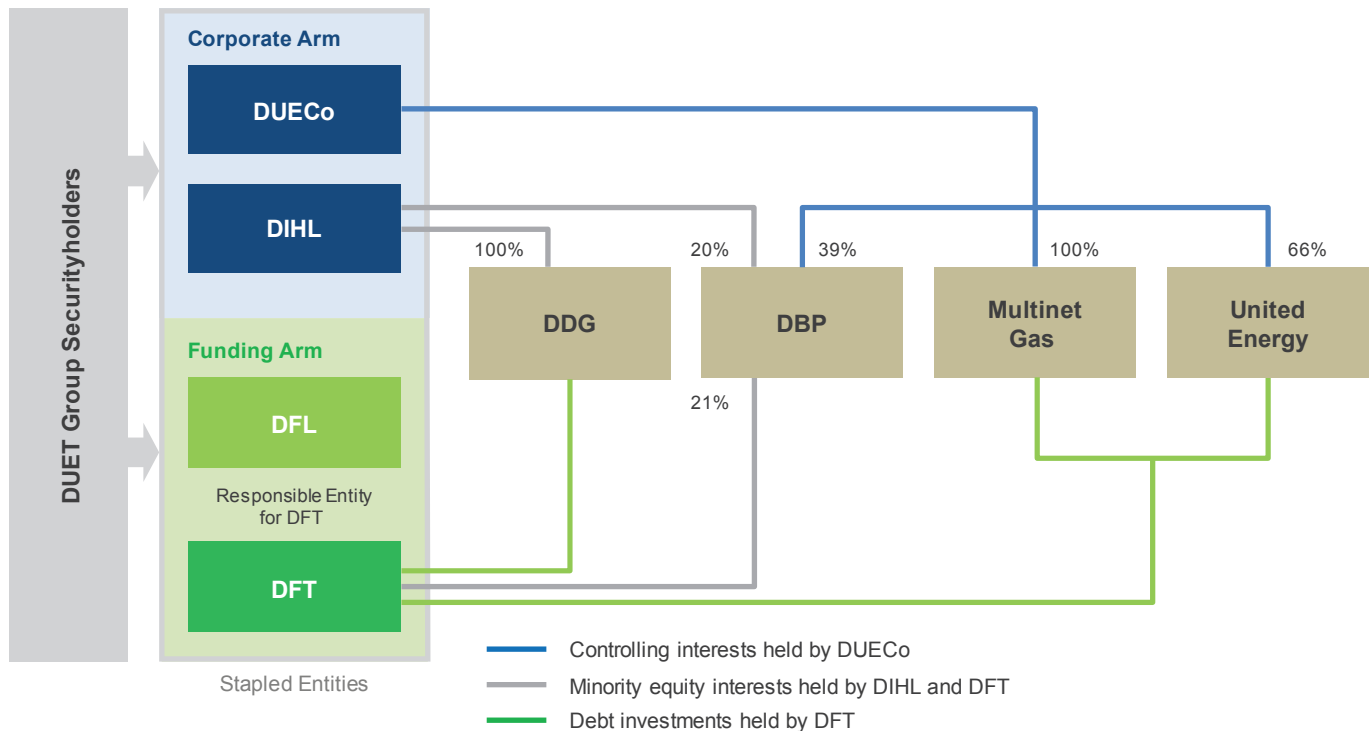 DUET Group Securityholders
Corporate Arm
DUECo
DIHL
Funding Arm
DFL
Responsible Entity
for DFT
DFT
Stapled Entities
100%
20%
39%
100%
66%
DDG
DBP
Multinet
Gas
United
Energy
21%
Controlling interests held by DUECo
Minority equity interests held by DIHL and DFT
Debt investments held by DFT